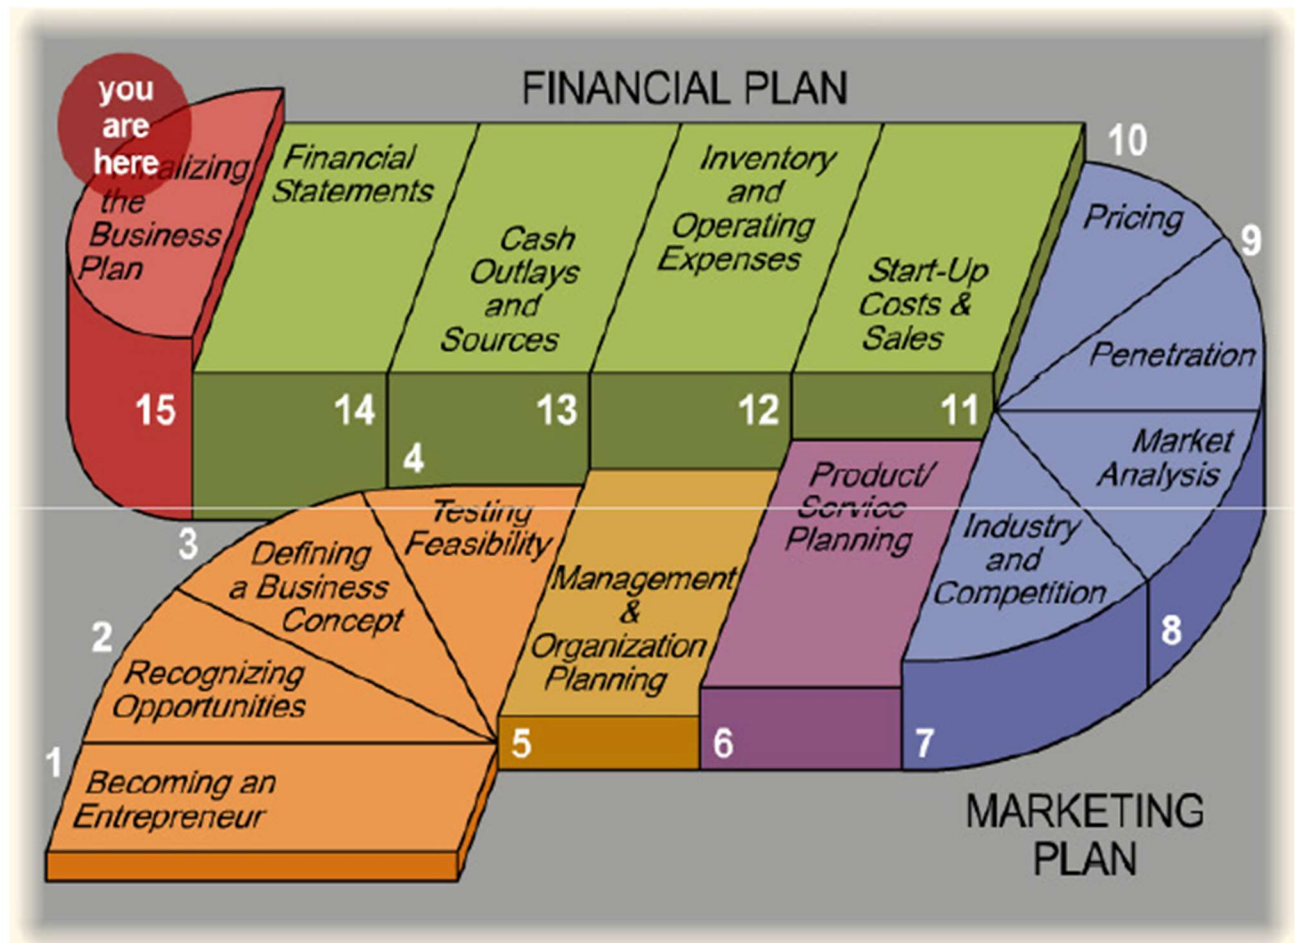 FINANCIAL PLAN
you
are
here
Finalizing
the
Business
Plan
15
Financial
Statements
14
Cash
Outlays
and
Sources
13
Inventory
and
Operating
Expenses
12
Start-Up
Costs &
Sales
11
10
Pricing
9
Penetration
Market
Analysis
8
Industry
and
Competition
7
Product/
Service
Planning
6
Management
&
Organization
Planning
5
4
Testing
Feasibility
3
Defining
a Business
Concept
2
Recognizing
Opportunities
1
Becoming an
Entrepreneur
MARKETING
PLAN